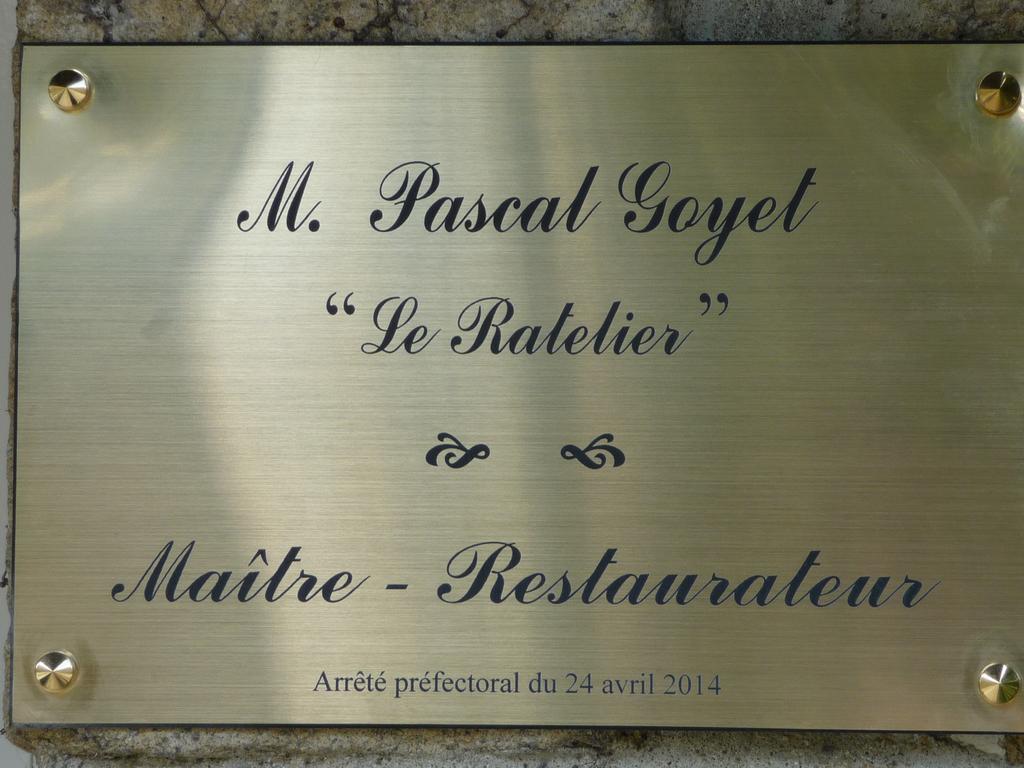 M. Pascal Goyet
“Le Ratelier”
Maître - Restaurateur
Arrêté préfectoral du 24 avril 2014